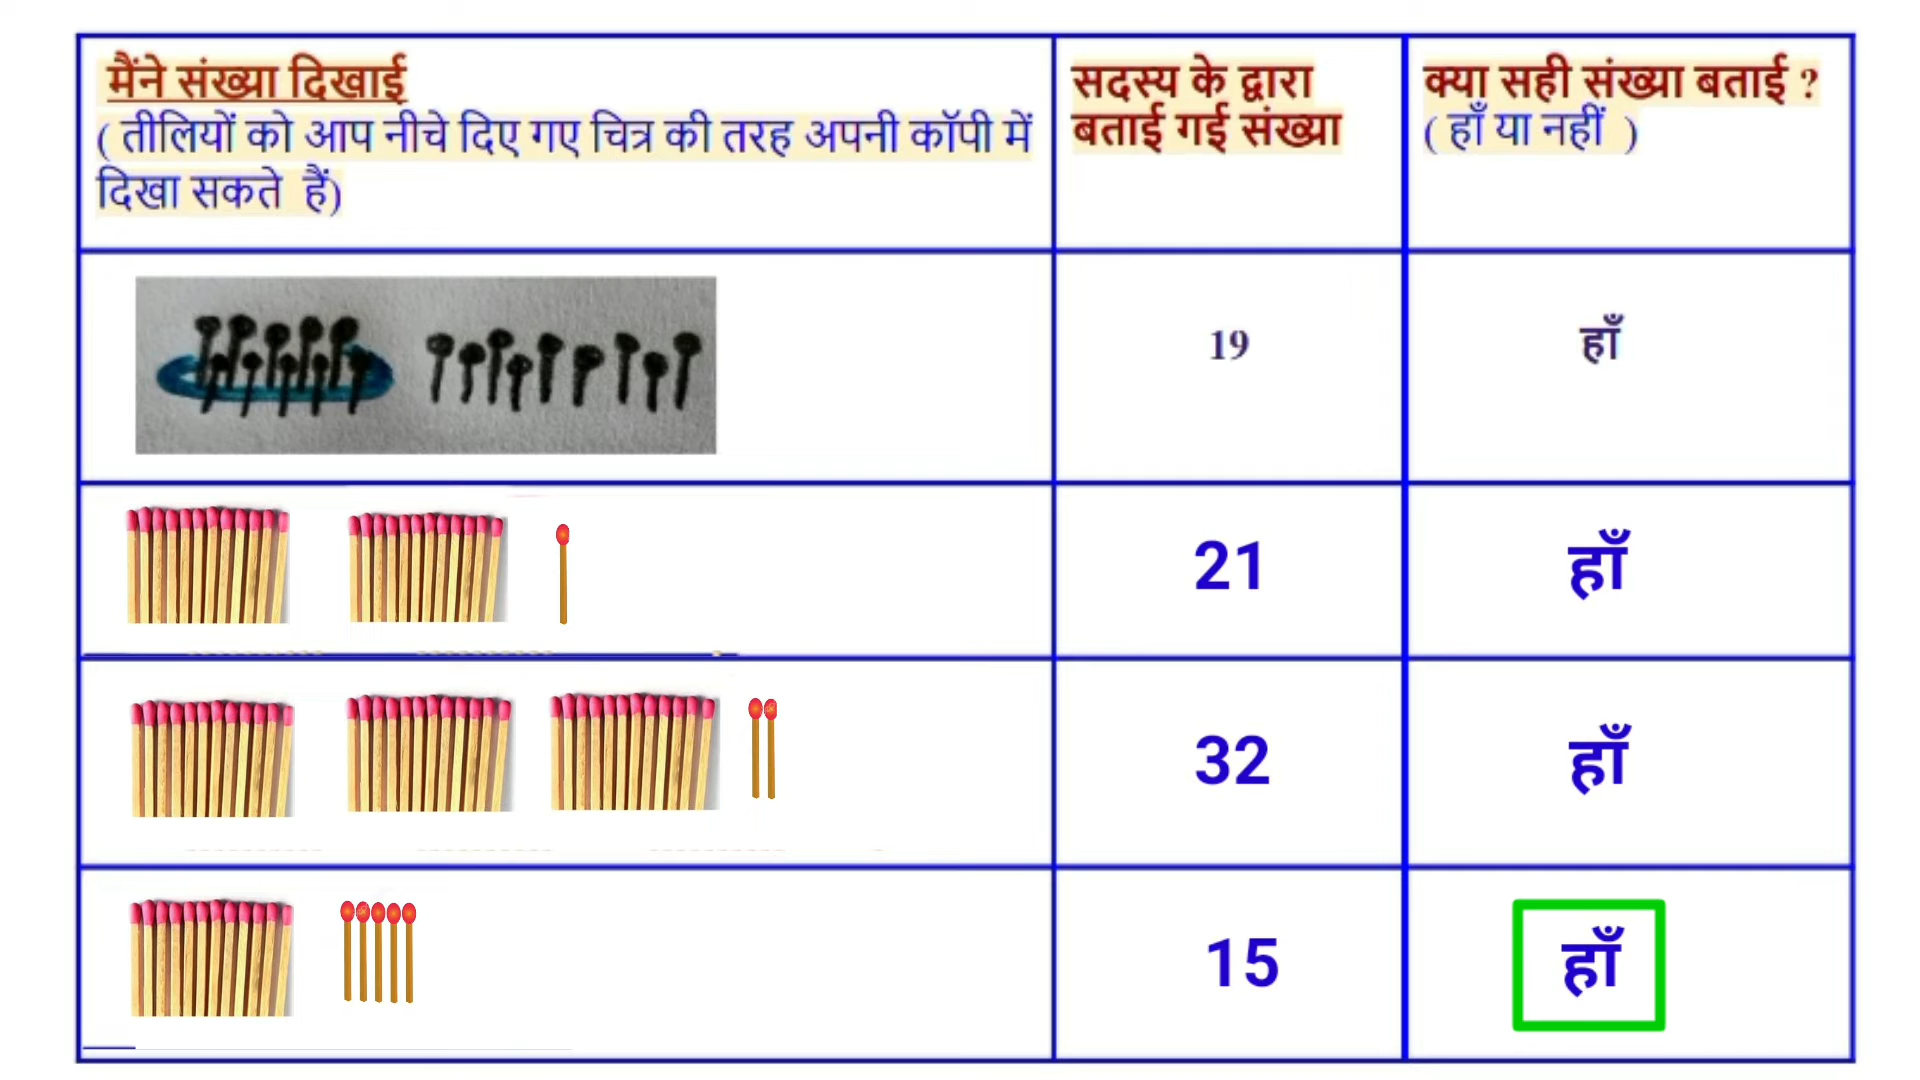 मैंने संख्या दिखाई
( तीलियों को आप नीचे दिए गए चित्र की तरह अपनी कॉपी में
दिखा सकते हैं)
सदस्य के द्वारा
बताई गई संख्या
क्या सही संख्या बताई ?
( हाँ या नहीं )
19
हाँ
21
हाँ
32
हाँ
15
हाँ